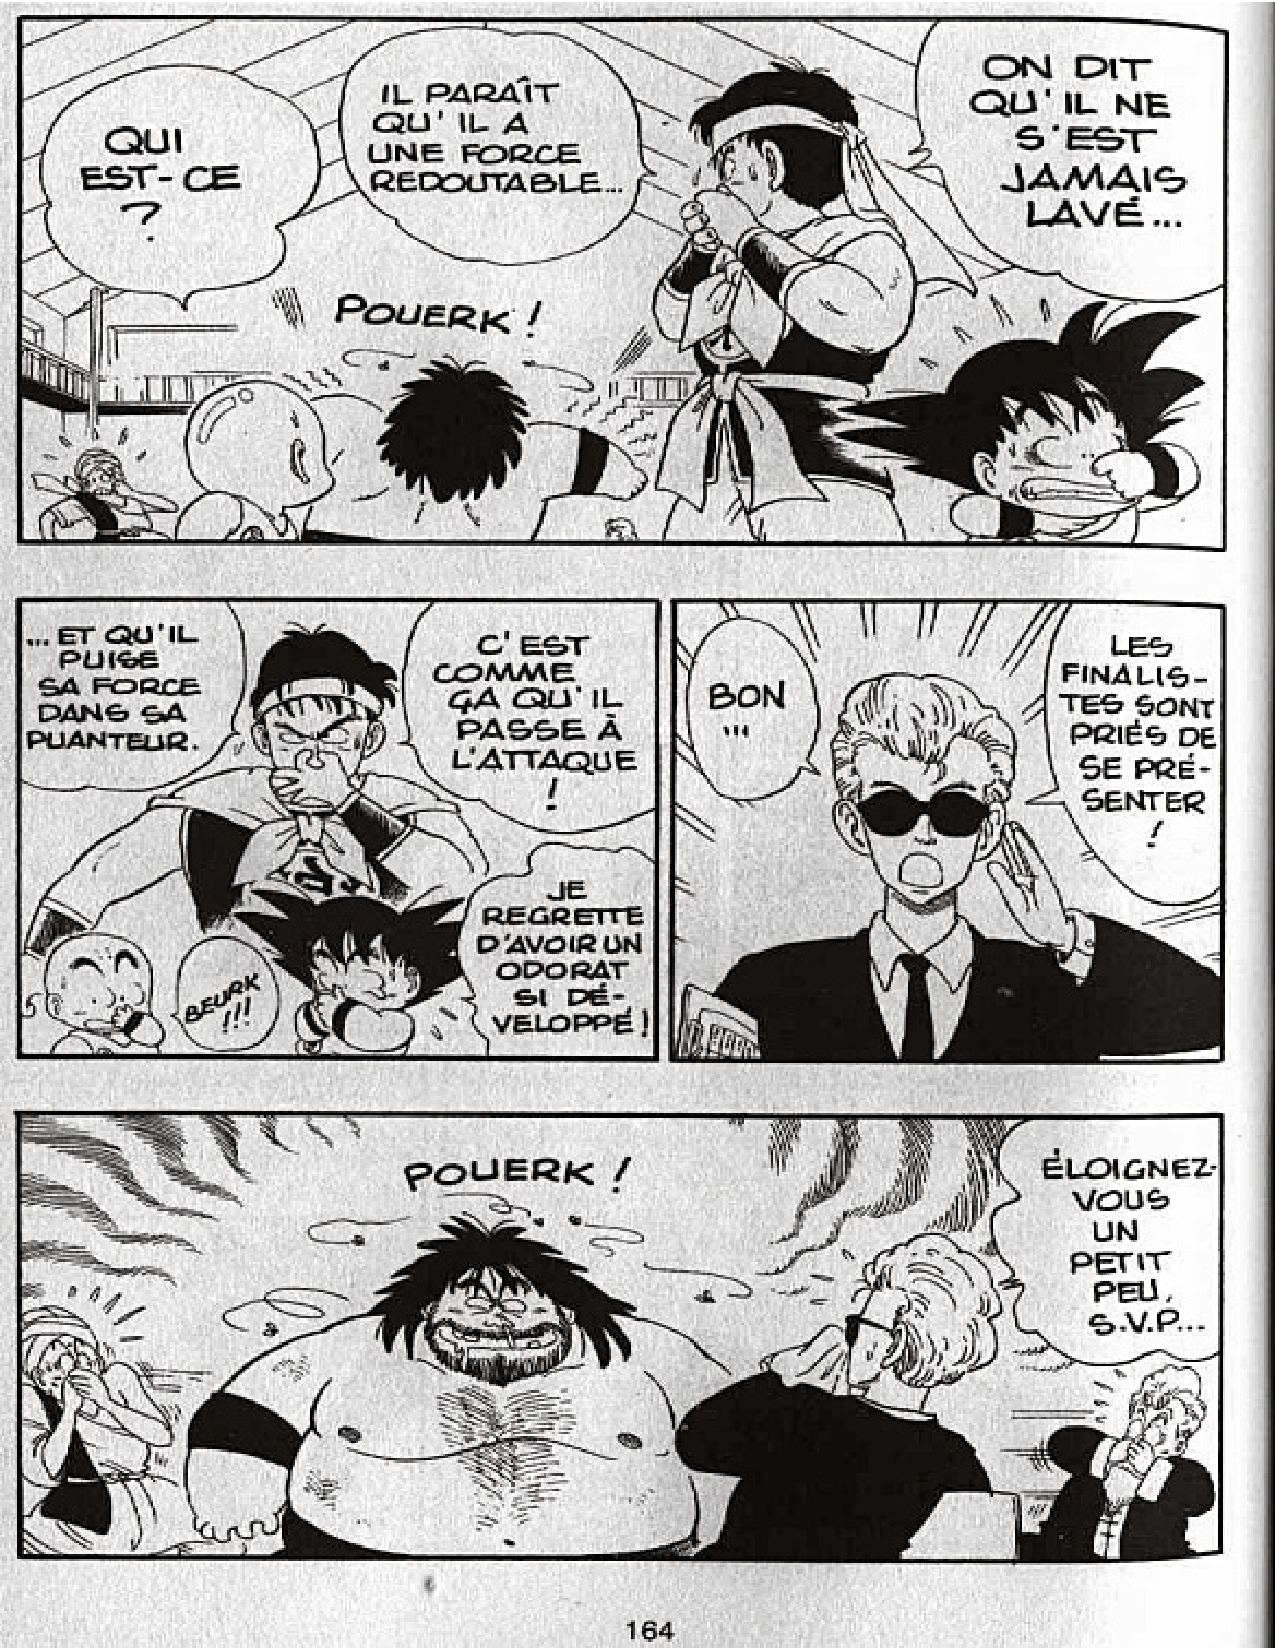 QUI
EST-CE
?
IL PARAÎT
QU'IL A
UNE FORCE
REDOUTABLE...
ON DIT
QU'IL NE
S'EST
JAMAIS
LAVÉ...
POUERK !
... ET QU'IL
PUISE
SA FORCE
DANS SA
PUANTEUR.
C'EST
COMME
ÇA QU'IL
PASSE À
L'ATTAQUE
!
BEURK
!!!
JE
REGRETTE
D'AVOIR UN
ODORAT
SI DÉ-
VELOPPÉ !
BON
...
LES
FINALIS-
TES SONT
PRIÉS DE
SE PRÉ-
SENTER
!
POUERK !
ÉLOIGNEZ-
VOUS
UN
PETIT
PEU,
S.V.P...
164